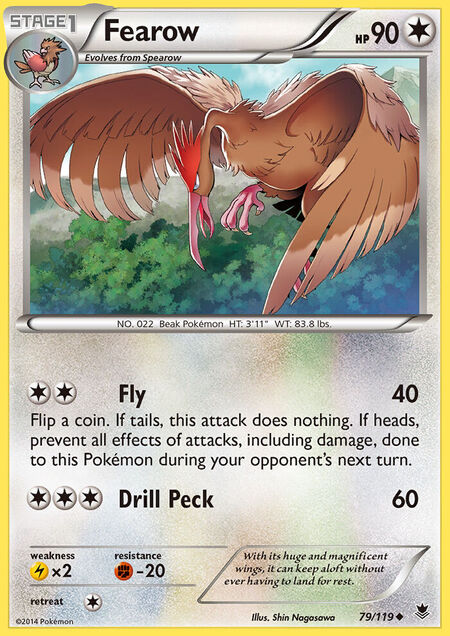 STAGE1
Fearow
HP 90
Evolves from Spearow
NO. 022 Beak Pokémon HT: 3'11" WT: 83.8 lbs.
Fly 40
Flip a coin. If tails, this attack does nothing. If heads,
prevent all effects of attacks, including damage, done
to this Pokémon during your opponent's next turn.
Drill Peck 60
weakness resistance
×2 -20
retreat
With its huge and magnificent
wings, it can keep aloft without
ever having to land for rest.
©2014 Pokémon Illus. Shin Nagasawa 79/119